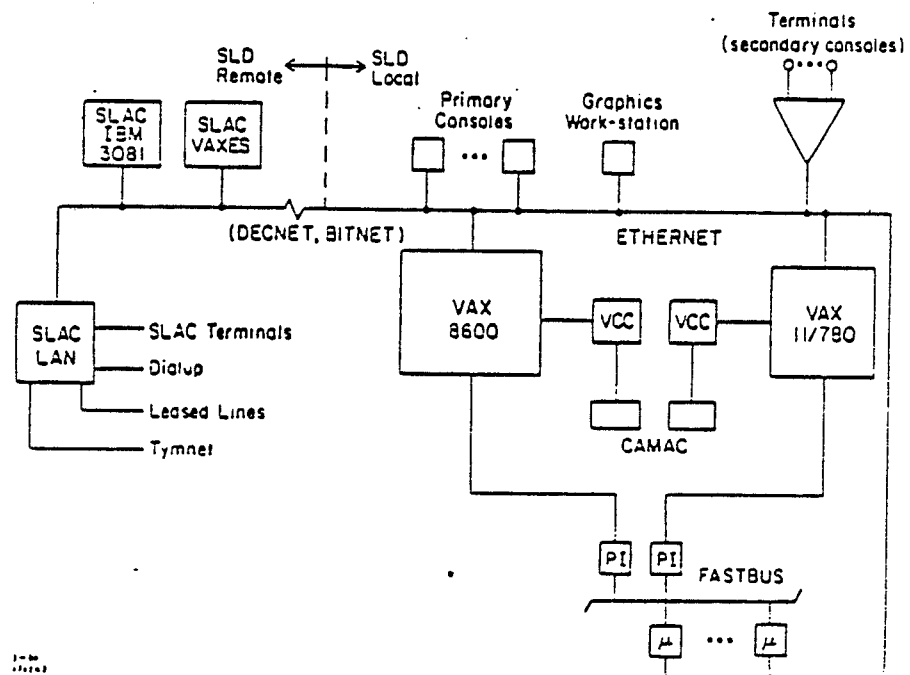 Terminals
(secondary consoles)
SLD
Remote
SLD
Local
SLAC
IBM
3081
SLAC
VAXES
Primary
Consoles
Graphics
Work-station
(DECNET, BITNET)
ETHERNET
SLAC
LAN
SLAC Terminals
Dialup
Leased Lines
Tymnet
VAX
8600
VCC
VCC
VAX
11/780
CAMAC
PI
PI
FASTBUS
μ
μ